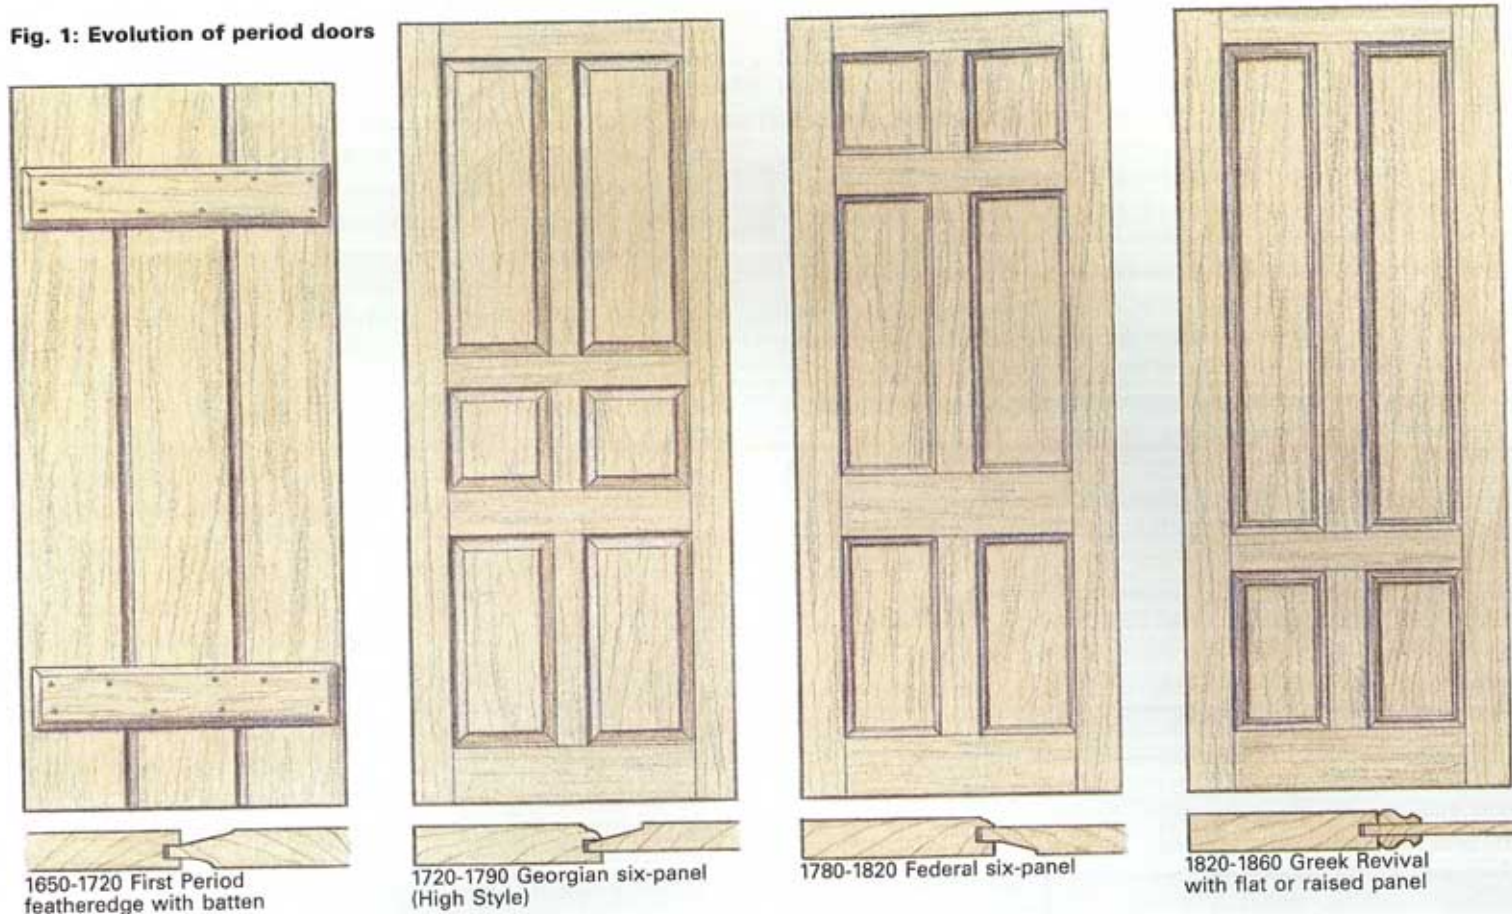 Fig. 1: Evolution of period doors
1650-1720 First Period
featheredge with batten
1720-1790 Georgian six-panel
(High Style)
1780-1820 Federal six-panel
1820-1860 Greek Revival
with flat or raised panel